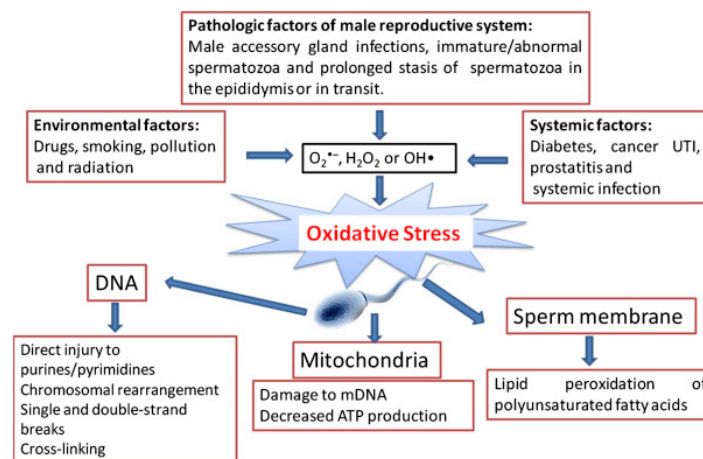 Pathologic factors of male reproductive system:
Male accessory gland infections, immature/abnormal
spermatozoa and prolonged stasis of spermatozoa in
the epididymis or in transit.
Environmental factors:
Drugs, smoking, pollution
and radiation
O₂•⁻, H₂O₂ or OH•
Systemic factors:
Diabetes, cancer UTI,
prostatitis and
systemic infection
Oxidative Stress
DNA
Sperm membrane
Mitochondria
Direct injury to
purines/pyrimidines
Chromosomal rearrangement
Single and double-strand
breaks
Cross-linking
Damage to mDNA
Decreased ATP production
Lipid peroxidation of
polyunsaturated fatty acids